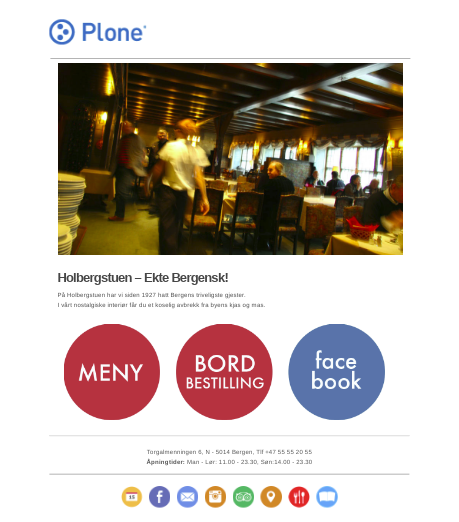 Plone®
Holbergstuen – Ekte Bergensk!
På Holbergstuen har vi siden 1927 hatt Bergens triveligste gjester.
I vårt nostalgiske interiør får du et koselig avbrekk fra byens kjas og mas.
MENY
BORD
BESTILLING
face
book
Torgalmenningen 6, N - 5014 Bergen, Tlf +47 55 55 20 55
Åpningtider: Man - Lør: 11.00 - 23.30, Søn:14.00 - 23.30